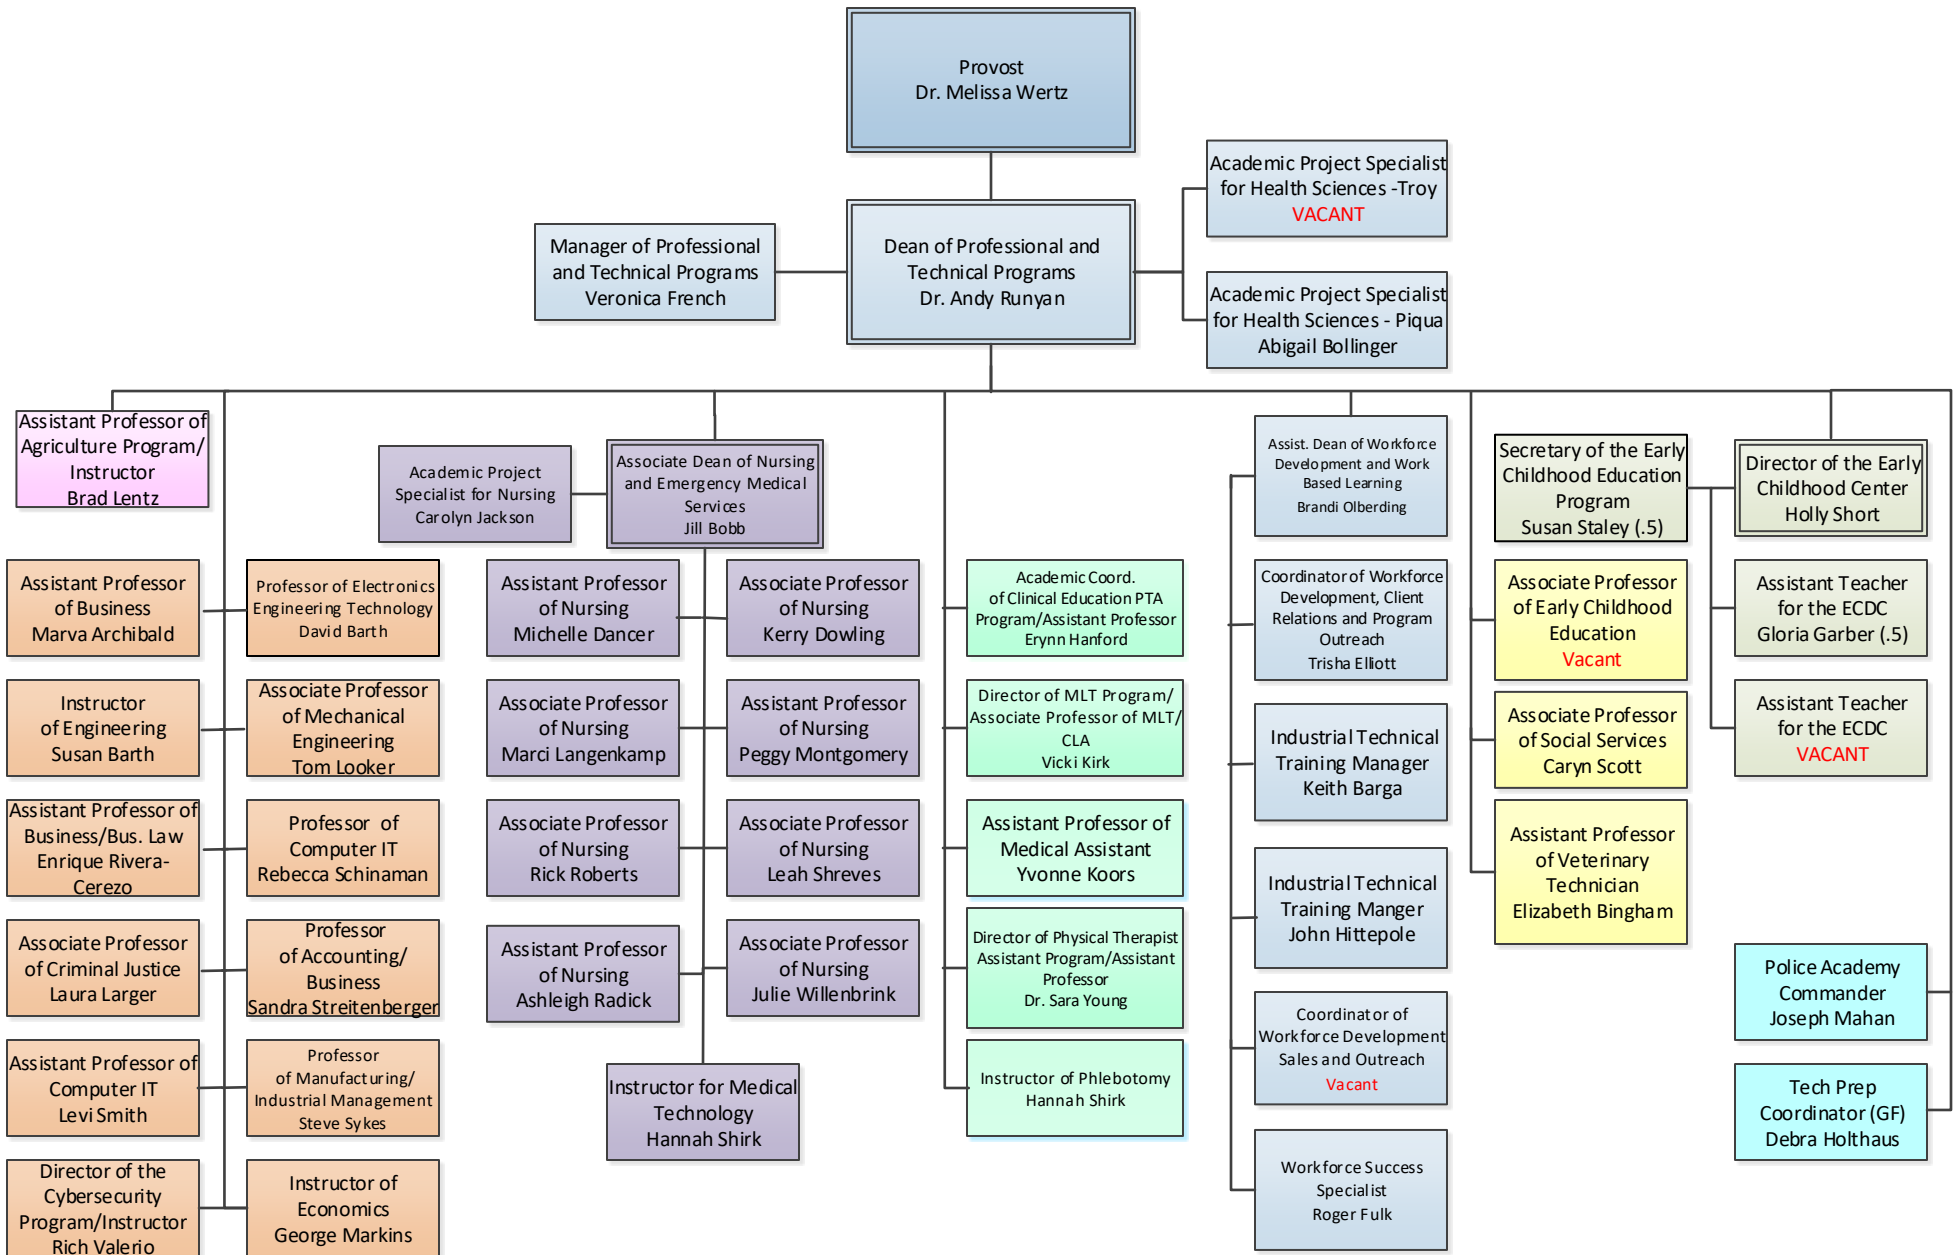 Provost
Dr. Melissa Wertz
Academic Project Specialist
for Health Sciences -Troy
VACANT
Manager of Professional
and Technical Programs
Veronica French
Dean of Professional and
Technical Programs
Dr. Andy Runyan
Academic Project Specialist
for Health Sciences - Piqua
Abigail Bollinger
Assistant Professor of
Agriculture Program/
Instructor
Brad Lentz
Academic Project
Specialist for Nursing
Carolyn Jackson
Associate Dean of Nursing
and Emergency Medical
Services
Jill Bobb
Assist. Dean of Workforce
Development and Work
Based Learning
Brandi Olberding
Secretary of the Early
Childhood Education
Program
Susan Staley (.5)
Director of the Early
Childhood Center
Holly Short
Assistant Professor
of Business
Marva Archibald
Professor of Electronics
Engineering Technology
David Barth
Assistant Professor
of Nursing
Michelle Dancer
Associate Professor
of Nursing
Kerry Dowling
Academic Coord.
of Clinical Education PTA
Program/Assistant Professor
Erynn Hanford
Coordinator of Workforce
Development, Client
Relations and Program
Outreach
Trisha Elliott
Associate Professor
of Early Childhood
Education
Vacant
Assistant Teacher
for the ECDC
Gloria Garber (.5)
Instructor
of Engineering
Susan Barth
Associate Professor
of Mechanical
Engineering
Tom Looker
Associate Professor
of Nursing
Marci Langenkamp
Assistant Professor
of Nursing
Peggy Montgomery
Director of MLT Program/
Associate Professor of MLT/
CLA
Vicki Kirk
Industrial Technical
Training Manager
Keith Barga
Associate Professor
of Social Services
Caryn Scott
Assistant Teacher
for the ECDC
VACANT
Assistant Professor of
Business/Bus. Law
Enrique Rivera-
Cerezo
Professor of
Computer IT
Rebecca Schinaman
Associate Professor
of Nursing
Rick Roberts
Associate Professor
of Nursing
Leah Shreves
Assistant Professor of
Medical Assistant
Yvonne Koors
Industrial Technical
Training Manger
John Hittepole
Assistant Professor
of Veterinary
Technician
Elizabeth Bingham
Associate Professor
of Criminal Justice
Laura Larger
Professor
of Accounting/
Business
Sandra Streitenberger
Assistant Professor
of Nursing
Ashleigh Radick
Associate Professor
of Nursing
Julie Willenbrink
Director of Physical Therapist
Assistant Program/Assistant
Professor
Dr. Sara Young
Coordinator of
Workforce Development
Sales and Outreach
Vacant
Police Academy
Commander
Joseph Mahan
Assistant Professor of
Computer IT
Levi Smith
Professor
of Manufacturing/
Industrial Management
Steve Sykes
Instructor for Medical
Technology
Hannah Shirk
Instructor of Phlebotomy
Hannah Shirk
Workforce Success
Specialist
Roger Fulk
Tech Prep
Coordinator (GF)
Debra Holthaus
Director of the
Cybersecurity
Program/Instructor
Rich Valerio
Instructor of
Economics
George Markins